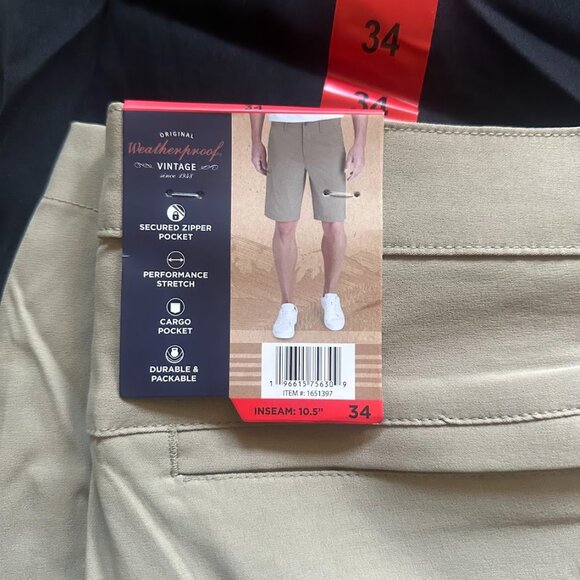 34
34
34
ORIGINAL
Weatherproof
VINTAGE
since 1948
SECURED ZIPPER
POCKET
PERFORMANCE
STRETCH
CARGO
POCKET
DURABLE &
PACKABLE
1 96615 75630 9
ITEM #: 1651397
INSEAM: 10.5" 34